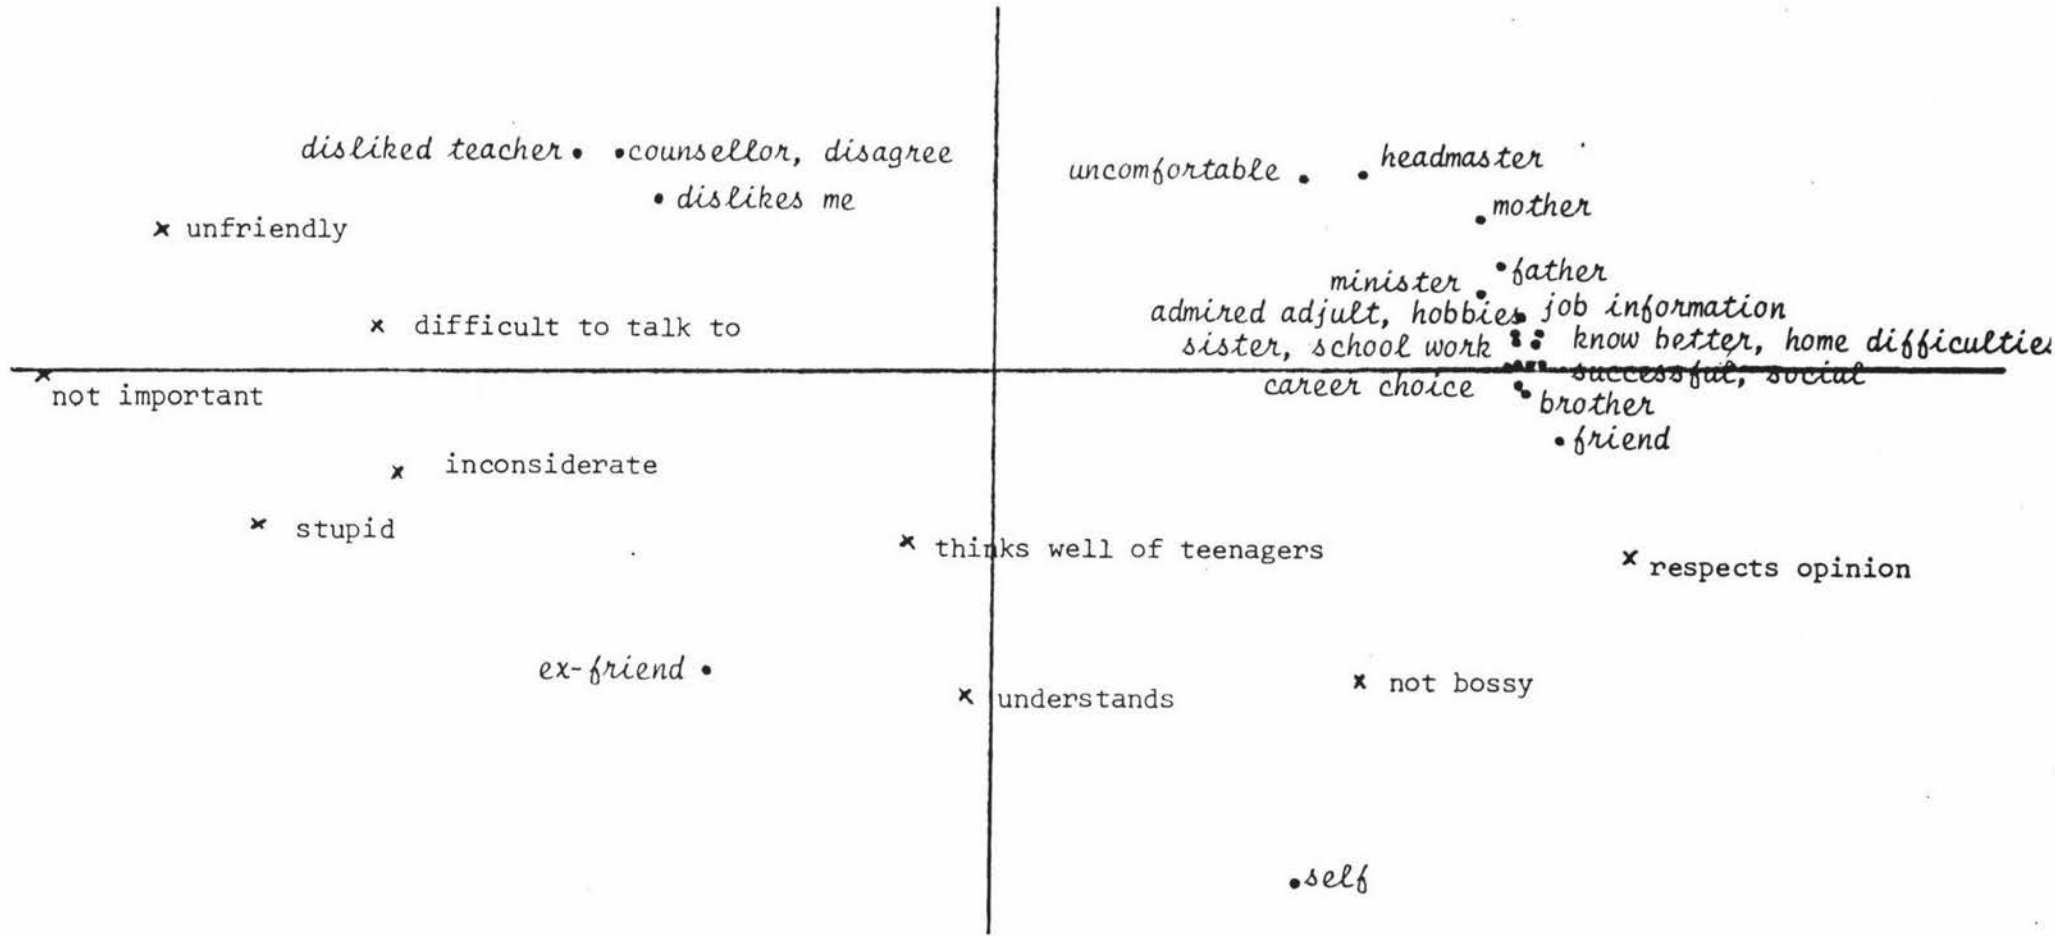 disliked teacher
counsellor, disagree
dislikes me
unfriendly
difficult to talk to
not important
inconsiderate
stupid
ex-friend
thinks well of teenagers
understands
uncomfortable
headmaster
mother
father
minister
admired adjult, hobbies
job information
sister, school work
know better, home difficulties
successful, social
career choice
brother
friend
respects opinion
not bossy
self